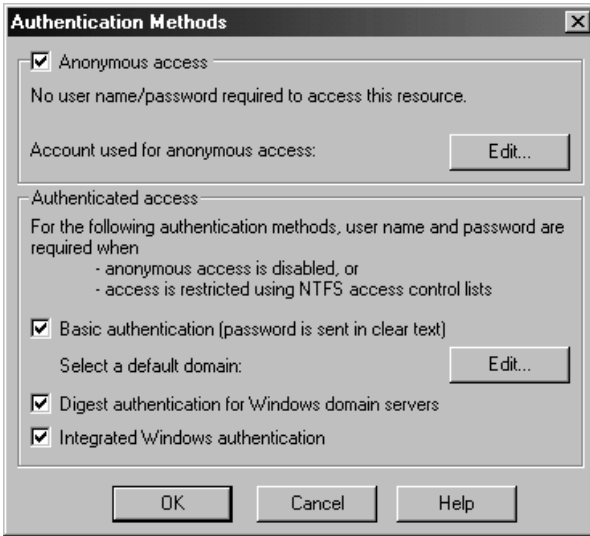 Authentication Methods
Anonymous access
No user name/password required to access this resource.
Account used for anonymous access:
Edit...
Authenticated access
For the following authentication methods, user name and password are
required when
- anonymous access is disabled, or
- access is restricted using NTFS access control lists
Basic authentication (password is sent in clear text)
Select a default domain:
Edit...
Digest authentication for Windows domain servers
Integrated Windows authentication
OK
Cancel
Help